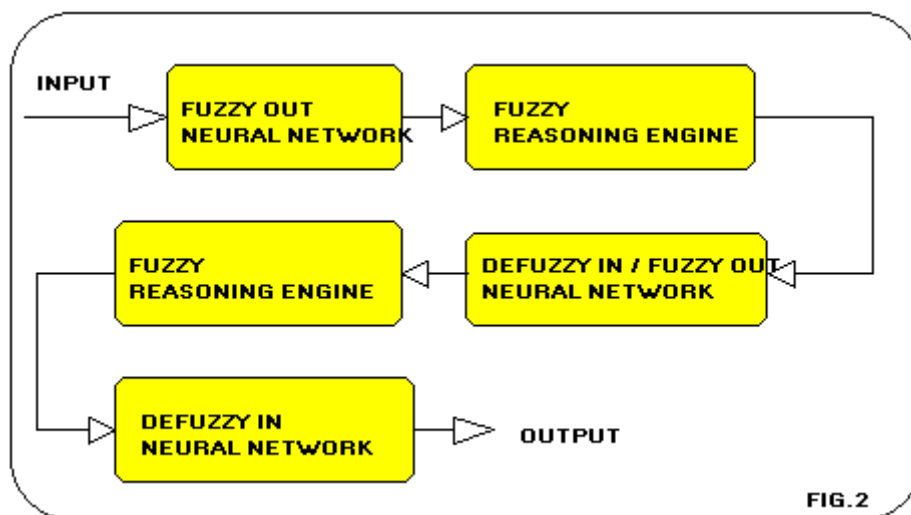 INPUT
FUZZY OUT
NEURAL NETWORK
FUZZY
REASONING ENGINE
DEFUZZY IN / FUZZY OUT
NEURAL NETWORK
FUZZY
REASONING ENGINE
DEFUZZY IN
NEURAL NETWORK
OUTPUT
FIG.2